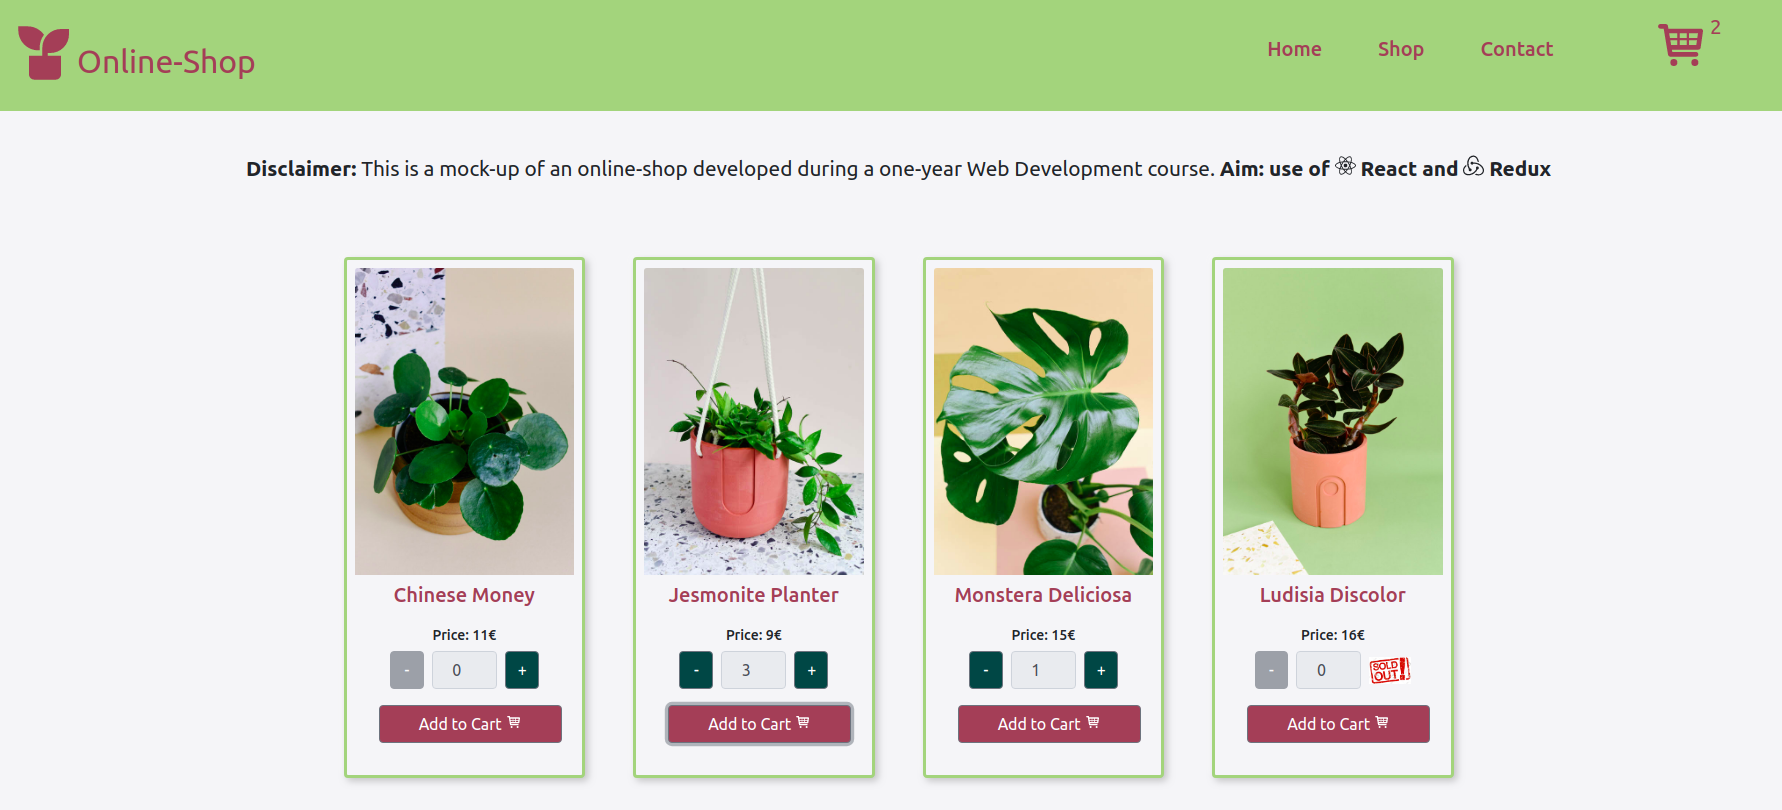 Online-Shop
Home Shop Contact 2
Disclaimer: This is a mock-up of an online-shop developed during a one-year Web Development course. Aim: use of React and Redux
Chinese Money
Price: 11€
- 0 +
Add to Cart
Jesmonite Planter
Price: 9€
- 3 +
Add to Cart
Monstera Deliciosa
Price: 15€
- 1 +
Add to Cart
Ludisia Discolor
Price: 16€
- 0 SOLD OUT!
Add to Cart